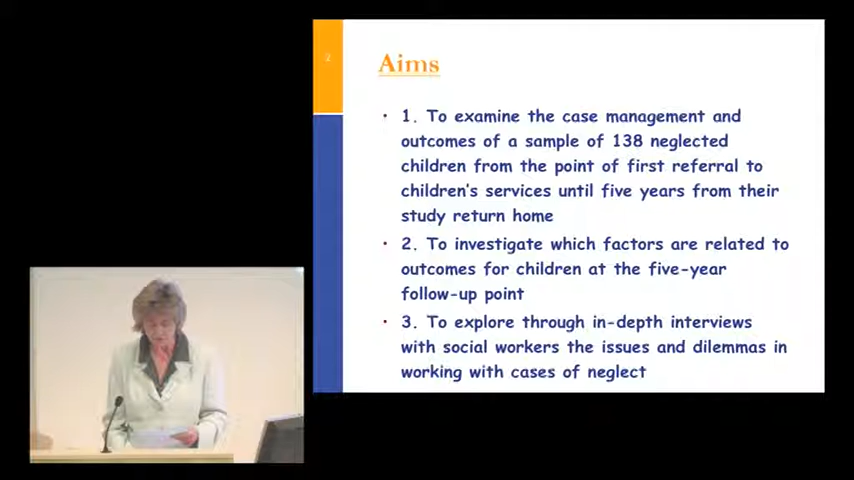 2
Aims
• 1. To examine the case management and
outcomes of a sample of 138 neglected
children from the point of first referral to
children's services until five years from their
study return home
• 2. To investigate which factors are related to
outcomes for children at the five-year
follow-up point
• 3. To explore through in-depth interviews
with social workers the issues and dilemmas in
working with cases of neglect